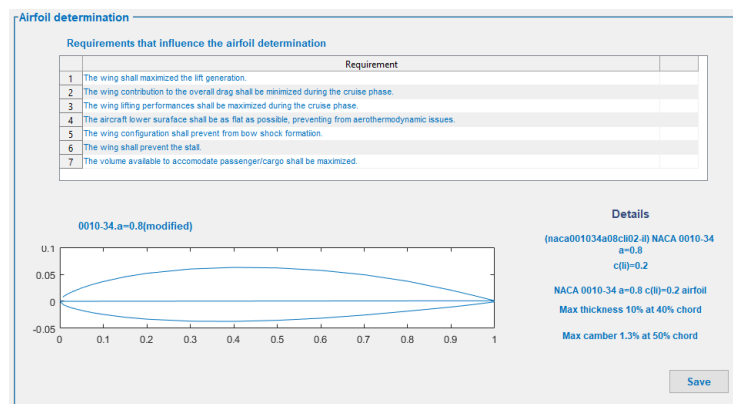 Airfoil determination
Requirements that influence the airfoil determination
Requirement
1 The wing shall maximized the lift generation.
2 The wing contribution to the overall drag shall be minimized during the cruise phase.
3 The wing lifting performances shall be maximized during the cruise phase.
4 The aircraft lower suraface shall be as flat as possible, preventing from aerothermodynamic issues.
5 The wing configuration shall prevent from bow shock formation.
6 The wing shall prevent the stall.
7 The volume available to accomodate passenger/cargo shall be maximized.
0010-34.a=0.8(modified)
0.1
0.05
0
-0.05
0 0.1 0.2 0.3 0.4 0.5 0.6 0.7 0.8 0.9 1
Details
(naca001034a08cli02-il) NACA 0010-34
a=0.8
c(li)=0.2
NACA 0010-34 a=0.8 c(li)=0.2 airfoil
Max thickness 10% at 40% chord
Max camber 1.3% at 50% chord
Save